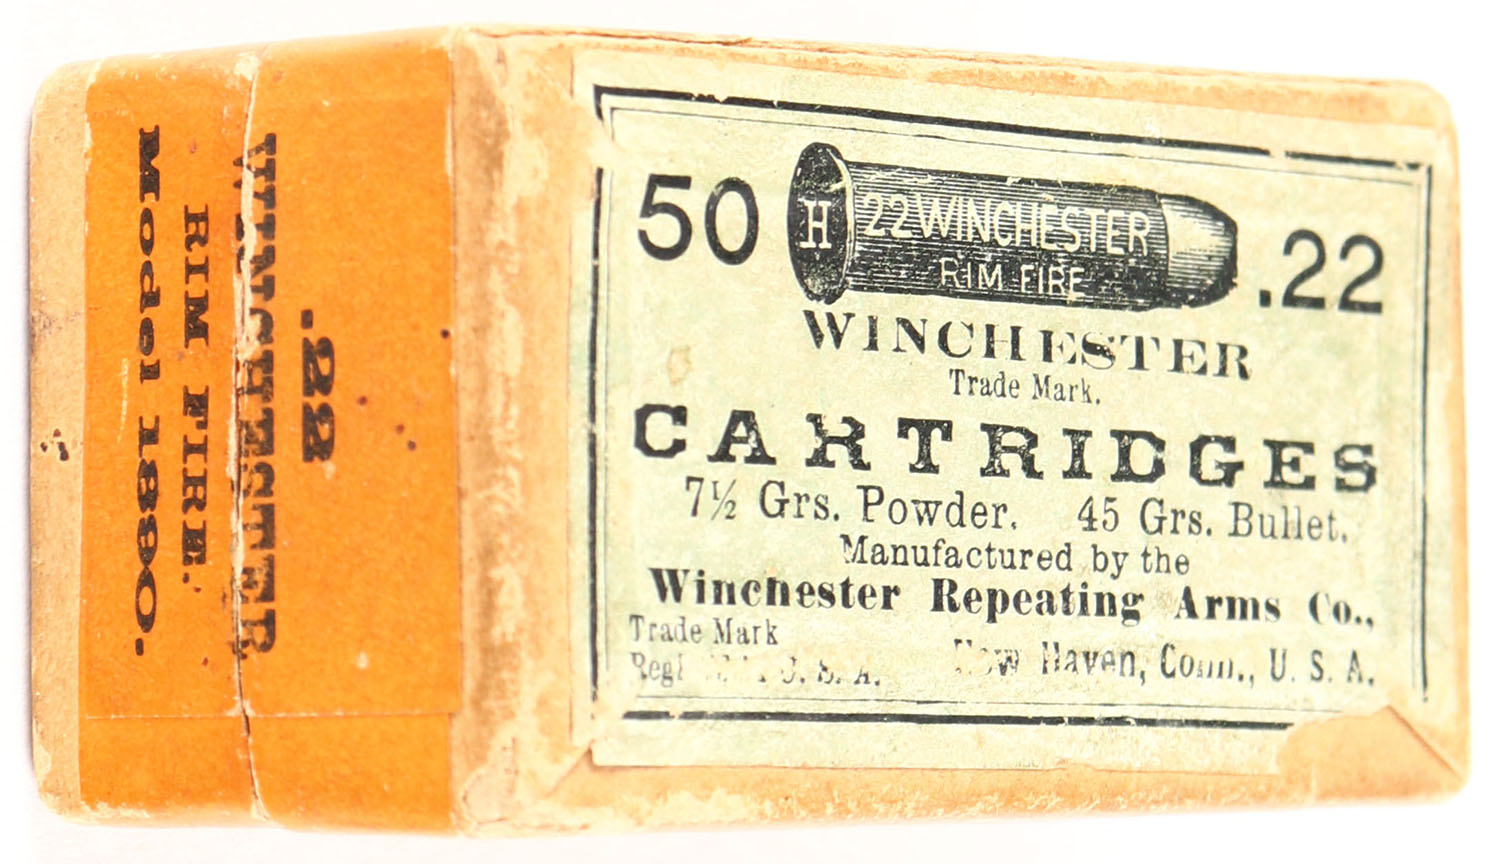 50
H
22 WINCHESTER
RIM FIRE
.22
WINCHESTER
Trade Mark.
CARTRIDGES
7½ Grs. Powder. 45 Grs. Bullet.
Manufactured by the
Winchester Repeating Arms Co.,
Trade Mark
New Haven, Conn., U. S. A.
U. S. A.
.22
WINCHESTER
RIM FIRE.
Model 1890.